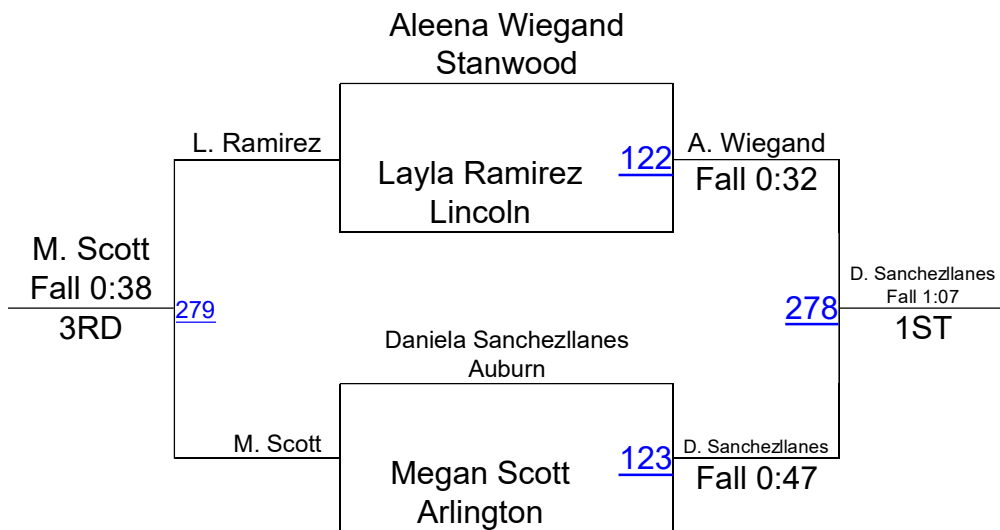 Aleena Wiegand
Stanwood
L. Ramirez
122
A. Wiegand
Layla Ramirez
Fall 0:32
Lincoln
M. Scott
Fall 0:38
279
3RD
278
D. Sanchezllanes
Fall 1:07
1ST
Daniela Sanchezllanes
Auburn
M. Scott
123
D. Sanchezllanes
Megan Scott
Fall 0:47
Arlington